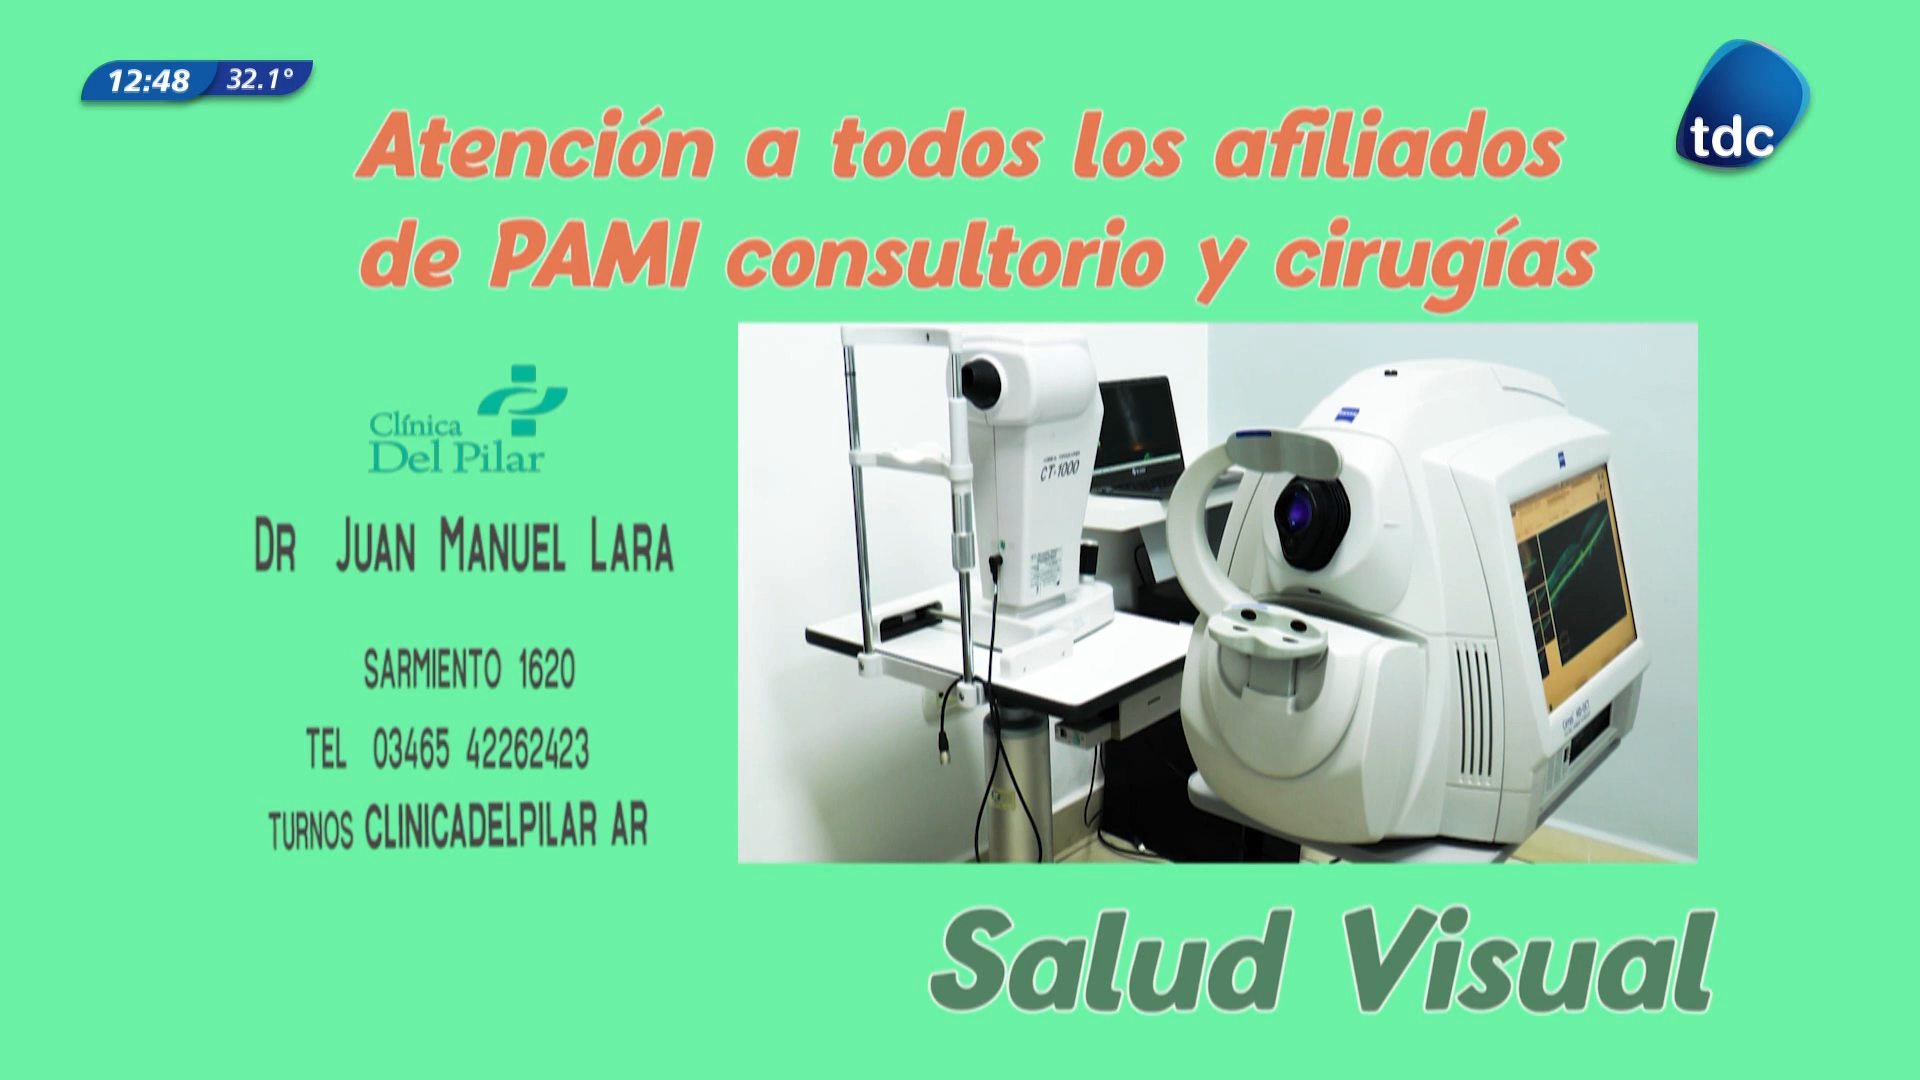 12:48 32.1°
tdc
Atención a todos los afiliados
de PAMI consultorio y cirugías
Clínica
Del Pilar
DR JUAN MANUEL LARA
SARMIENTO 1620
TEL 03465 42262423
TURNOS CLINICADELPILAR AR
CT-1000
Salud Visual